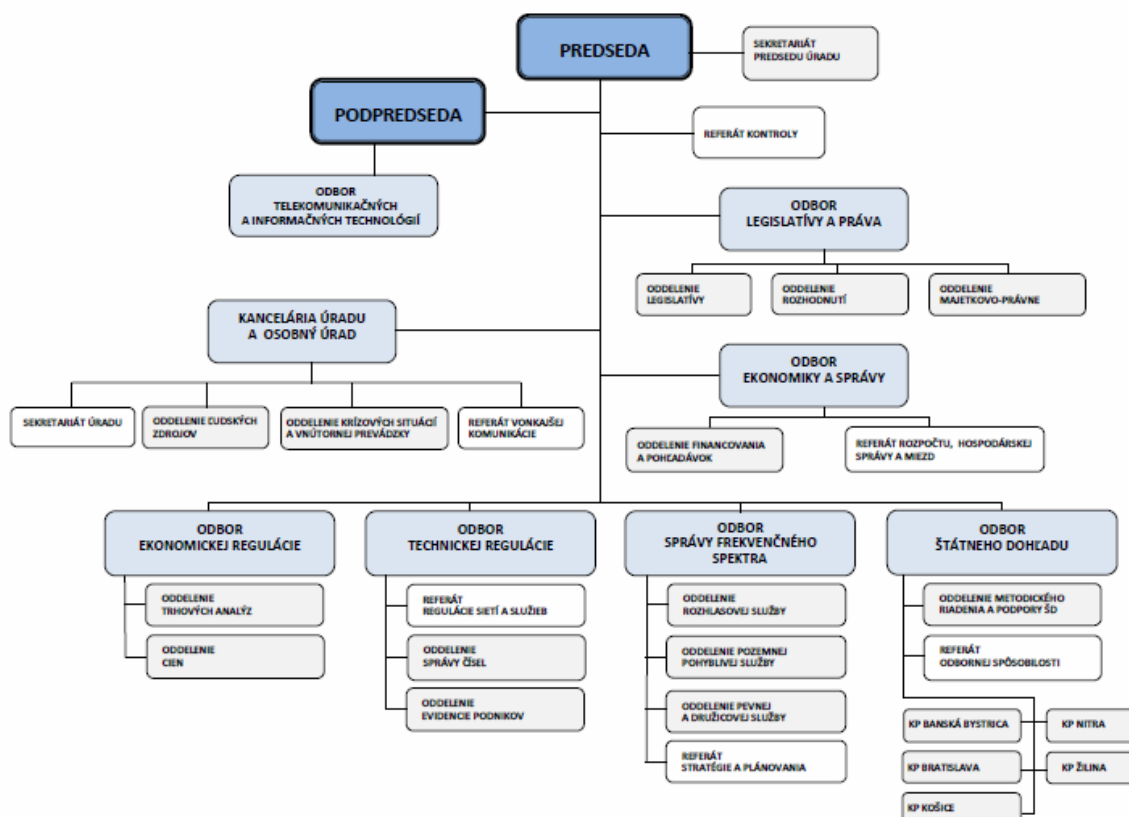 PREDSEDA
SEKRETARIÁT
PREDSEDU ÚRADU
PODPREDSEDA
REFERÁT KONTROLY
ODBOR
TELEKOMUNIKAČNÝCH
A INFORMAČNÝCH TECHNOLÓGIÍ
ODBOR
LEGISLATÍVY A PRÁVA
ODDELENIE
LEGISLATÍVY
ODDELENIE
ROZHODNUTÍ
ODDELENIE
MAJETKOVO-PRÁVNE
KANCELÁRIA ÚRADU
A OSOBNÝ ÚRAD
ODBOR
EKONOMIKY A SPRÁVY
SEKRETARIÁT ÚRADU
ODDELENIE ĽUDSKÝCH
ZDROJOV
ODDELENIE KRÍZOVÝCH SITUÁCIÍ
A VNÚTORNEJ PREVÁDZKY
REFERÁT VONKAJŠEJ
KOMUNIKÁCIE
ODDELENIE FINANCOVANIA
A POHĽADÁVOK
REFERÁT ROZPOČTU, HOSPODÁRSKEJ
SPRÁVY A MIEZD
ODBOR
EKONOMICKEJ REGULÁCIE
ODDELENIE
TRHOVÝCH ANALÝZ
ODDELENIE
CIEN
ODBOR
TECHNICKEJ REGULÁCIE
REFERÁT
REGULÁCIE SIETÍ A SLUŽIEB
ODDELENIE
SPRÁVY ČÍSEL
ODDELENIE
EVIDENCIE PODNIKOV
ODBOR
SPRÁVY FREKVENČNÉHO
SPEKTRA
ODDELENIE
ROZHLASOVEJ SLUŽBY
ODDELENIE POZEMNEJ
POHYBLIVEJ SLUŽBY
ODDELENIE PEVNEJ
A DRUŽICOVEJ SLUŽBY
REFERÁT
STRATÉGIE A PLÁNOVANIA
ODBOR
ŠTÁTNEHO DOHĽADU
ODDELENIE METODICKÉHO
RIADENIA A PODPORY ŠD
REFERÁT
ODBORNEJ SPÔSOBILOSTI
KP BANSKÁ BYSTRICA
KP NITRA
KP BRATISLAVA
KP ŽILINA
KP KOŠICE